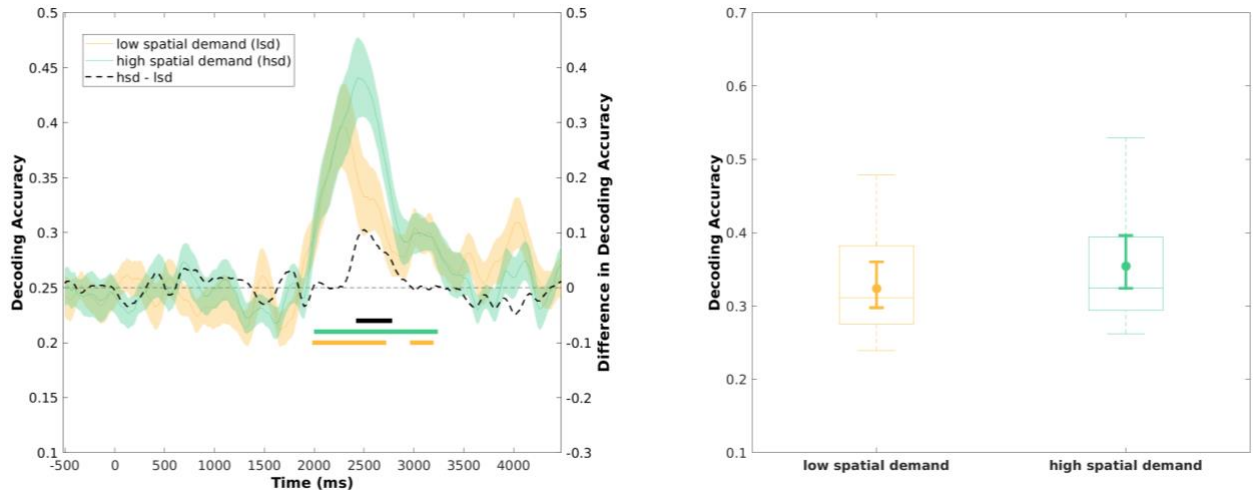 0.5
0.45
0.4
0.35
0.3
0.25
0.2
0.15
0.1
Decoding Accuracy
low spatial demand (lsd)
high spatial demand (hsd)
hsd - lsd
0.5
0.4
0.3
0.2
0.1
0
-0.1
-0.2
-0.3
Difference in Decoding Accuracy
-500 0 500 1000 1500 2000 2500 3000 3500 4000
Time (ms)
0.7
0.6
0.5
0.4
0.3
0.2
0.1
Decoding Accuracy
low spatial demand high spatial demand